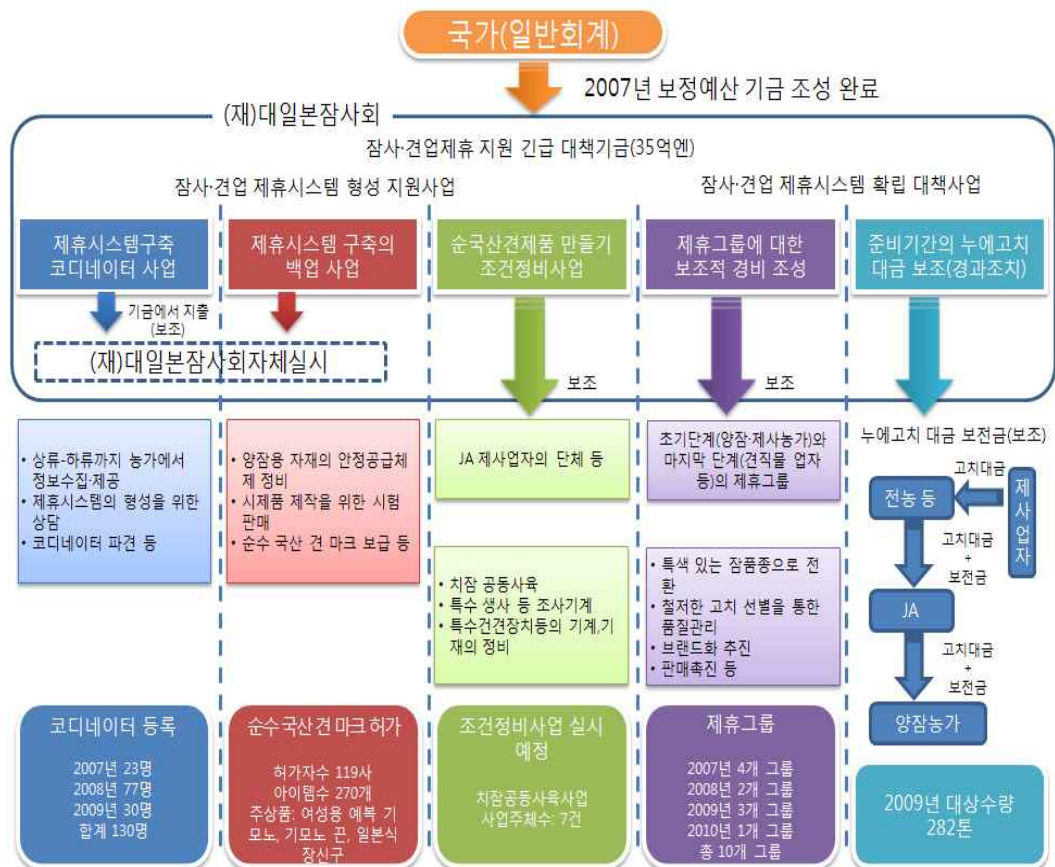 국가(일반회계)
2007년 보정예산 기금 조성 완료
(재)대일본잠사회
잠사·견업제휴 지원 긴급 대책기금(35억엔)
잠사·견업 제휴시스템 형성 지원사업
잠사·견업 제휴시스템 확립 대책사업
제휴시스템구축
코디네이터 사업
제휴시스템 구축의
백업 사업
순국산견제품 만들기
조건정비사업
제휴그룹에 대한
보조적 경비 조성
준비기간의 누에고치
대금 보조(경과조치)
기금에서 지출
(보조)
(재)대일본잠사회자체실시
보조
보조
• 상류-하류까지 농가에서
정보수집·제공
• 제휴시스템의 형성을 위한
상담
• 코디네이터 파견 등
• 양잠용 자재의 안정공급체
제 정비
• 시제품 제작을 위한 시험
판매
• 순수 국산 견 마크 보급 등
JA 제사업자의 단체 등
• 치잠 공동사육
• 특수 생사 등 조사기계
• 특수건견장치등의 기계,기
재의 정비
초기단계(양잠·제사농가)와
마지막 단계(견직물 업자
등)의 제휴그룹
• 특색 있는 잠품종으로 전
환
• 철저한 고치 선별을 통한
품질관리
• 브랜드화 추진
• 판매촉진 등
누에고치 대금 보전금(보조)
고치대금
전농 등
제사업자
고치대금
+
보전금
JA
고치대금
+
보전금
양잠농가
코디네이터 등록
2007년 23명
2008년 77명
2009년 30명
합계 130명
순수국산견 마크 허가
허가자수 119사
아이템수 270개
주상품: 여성용 예복 기
모노, 기모노 끈, 일본식
장신구
조건정비사업 실시
예정
치잠공동사육사업
사업주체수: 7건
제휴그룹
2007년 4개 그룹
2008년 2개 그룹
2009년 3개 그룹
2010년 1개 그룹
총 10개 그룹
2009년 대상수량
282톤